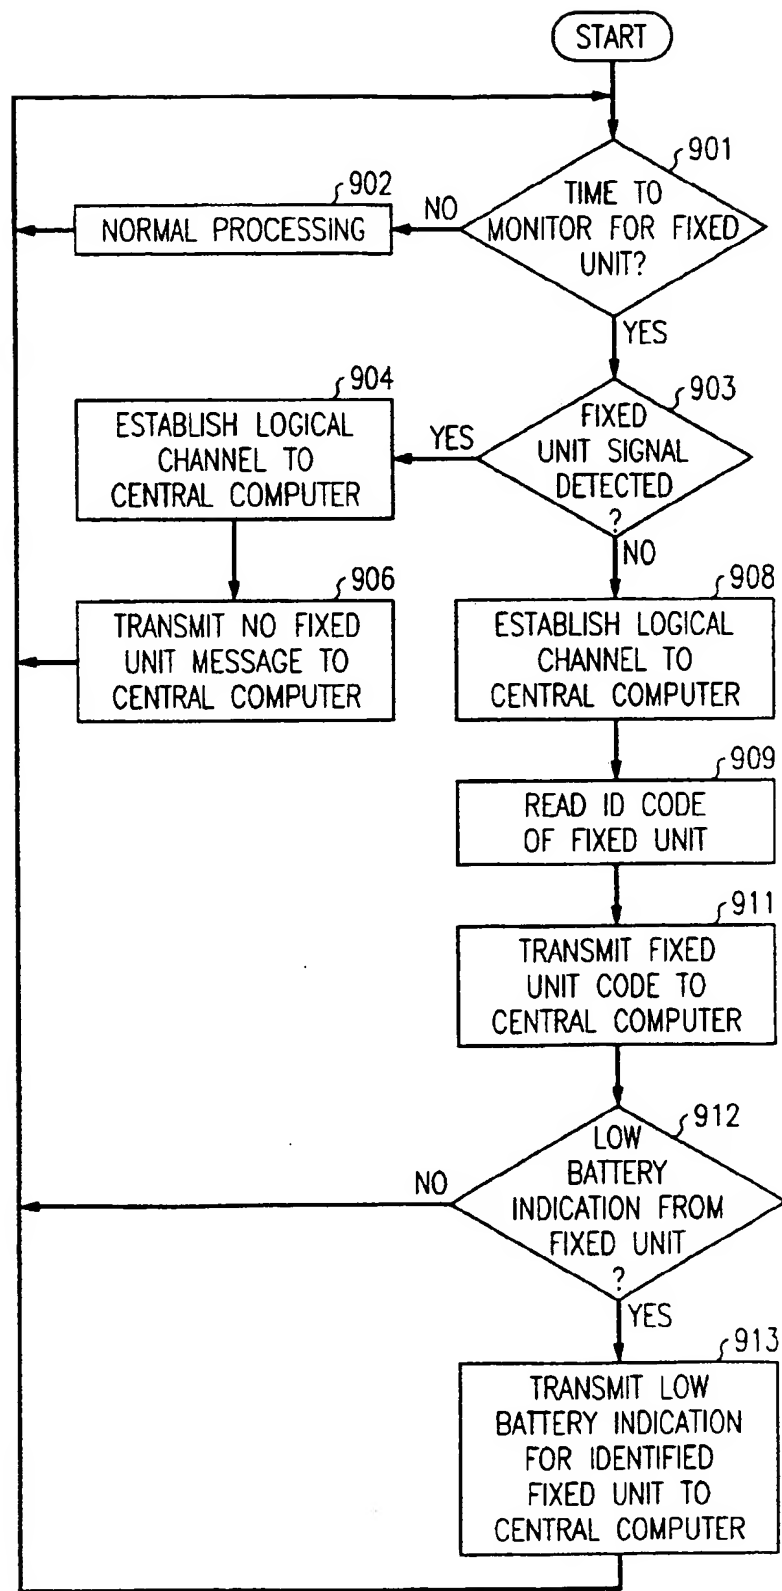 START
901
TIME TO
MONITOR FOR FIXED
UNIT?
902
NO
NORMAL PROCESSING
YES
903
FIXED
UNIT SIGNAL
DETECTED
?
YES
904
ESTABLISH LOGICAL
CHANNEL TO
CENTRAL COMPUTER
906
TRANSMIT NO FIXED
UNIT MESSAGE TO
CENTRAL COMPUTER
NO
908
ESTABLISH LOGICAL
CHANNEL TO
CENTRAL COMPUTER
909
READ ID CODE
OF FIXED UNIT
911
TRANSMIT FIXED
UNIT CODE TO
CENTRAL COMPUTER
912
LOW
BATTERY
INDICATION FROM
FIXED UNIT
?
NO
YES
913
TRANSMIT LOW
BATTERY INDICATION
FOR IDENTIFIED
FIXED UNIT TO
CENTRAL COMPUTER